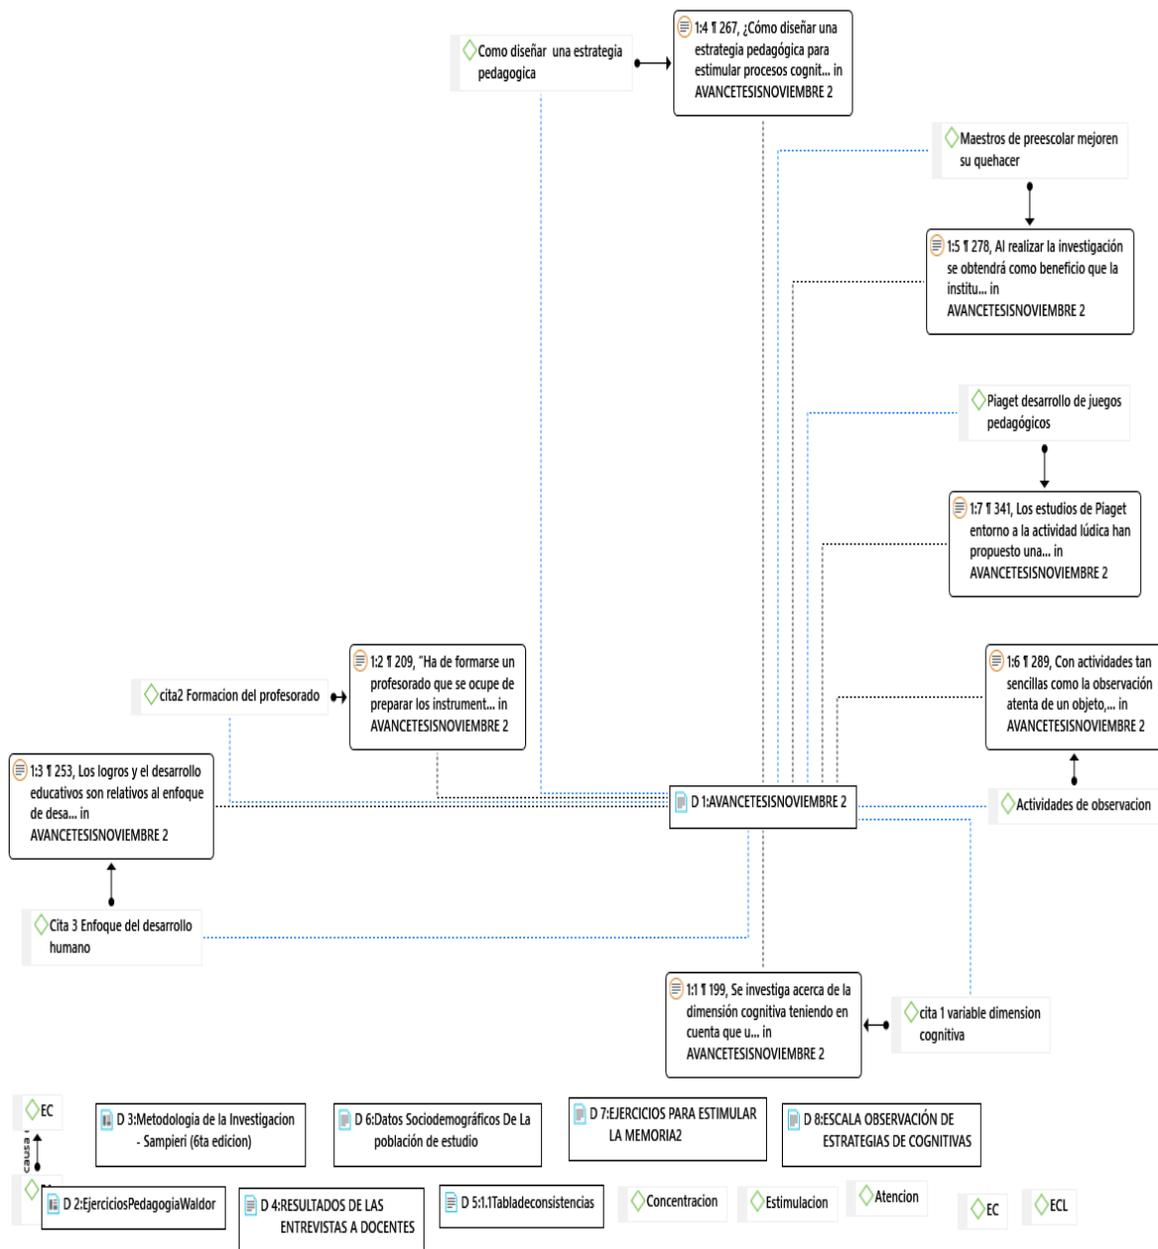 Como diseñar una estrategia
pedagogica
1:4 ¶ 267, ¿Cómo diseñar una
estrategia pedagógica para
estimular procesos cognit... in
AVANCETESISNOVIEMBRE 2
Maestros de preescolar mejoren
su quehacer
1:5 ¶ 278, Al realizar la investigación
se obtendrá como beneficio que la
institu... in
AVANCETESISNOVIEMBRE 2
Piaget desarrollo de juegos
pedagógicos
1:7 ¶ 341, Los estudios de Piaget
entorno a la actividad lúdica han
propuesto una... in
AVANCETESISNOVIEMBRE 2
cita2 Formacion del profesorado
1:2 ¶ 209, “Ha de formarse un
profesorado que se ocupe de
preparar los instrument... in
AVANCETESISNOVIEMBRE 2
1:6 ¶ 289, Con actividades tan
sencillas como la observación
atenta de un objeto,... in
AVANCETESISNOVIEMBRE 2
1:3 ¶ 253, Los logros y el desarrollo
educativos son relativos al enfoque
de desa... in
AVANCETESISNOVIEMBRE 2
D 1:AVANCETESISNOVIEMBRE 2
Actividades de observacion
Cita 3 Enfoque del desarrollo
humano
1:1 ¶ 199, Se investiga acerca de la
dimensión cognitiva teniendo en
cuenta que u... in
AVANCETESISNOVIEMBRE 2
cita 1 variable dimension
cognitiva
EC
causa
D 3:Metodologia de la Investigacion
- Sampieri (6ta edicion)
D 6:Datos Sociodemográficos De La
población de estudio
D 7:EJERCICIOS PARA ESTIMULAR
LA MEMORIA2
D 8:ESCALA OBSERVACIÓN DE
ESTRATEGIAS DE COGNITIVAS
D 2:EjerciciosPedagogiaWaldor
D 4:RESULTADOS DE LAS
ENTREVISTAS A DOCENTES
D 5:1.1Tabladeconsistencias
Concentracion
Estimulacion
Atencion
EC
ECL